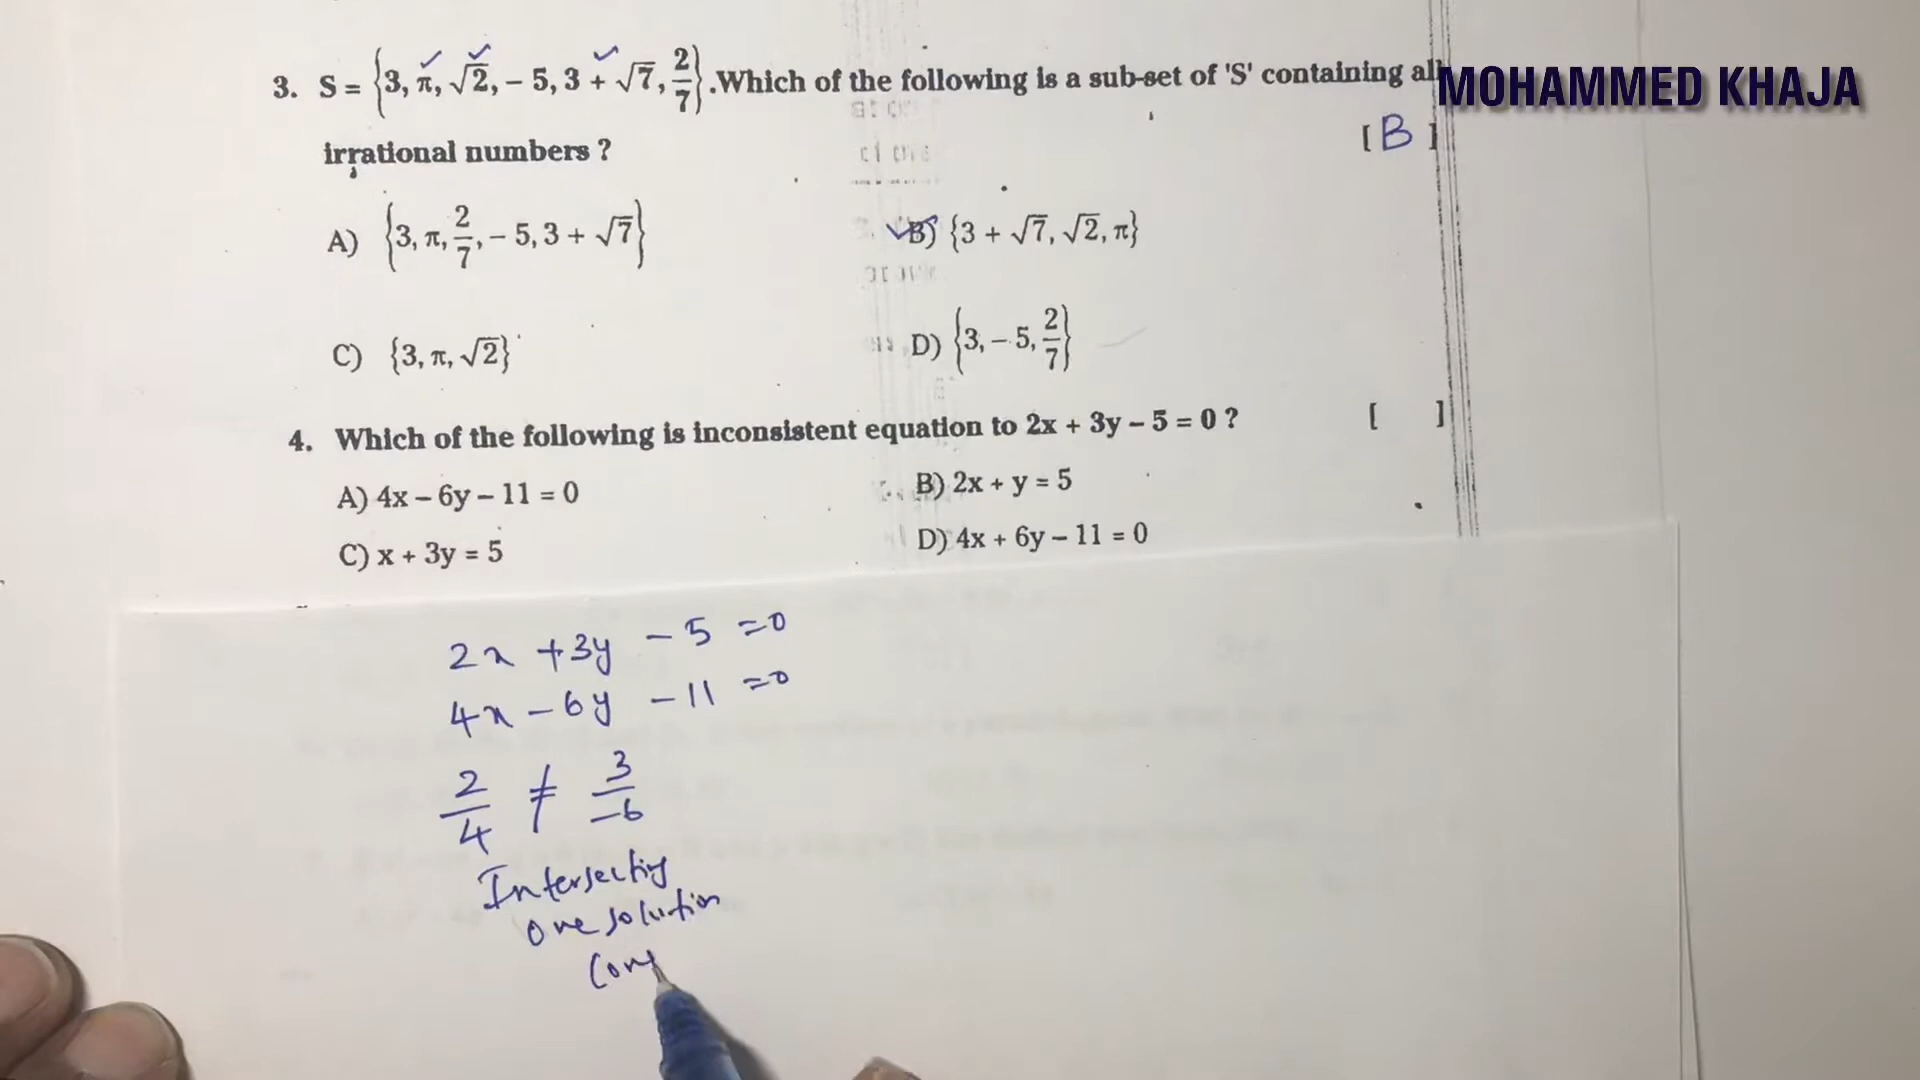 3. S = {3, π, √2, – 5, 3 + √7, 2/7}. Which of the following is a sub-set of 'S' containing all
MOHAMMED KHAJA
irrational numbers ? [ B ]
A) {3, π, 2/7, – 5, 3 + √7} B) {3 + √7, √2, π}
C) {3, π, √2} D) {3, – 5, 2/7}
4. Which of the following is inconsistent equation to 2x + 3y – 5 = 0 ? [ ]
A) 4x – 6y – 11 = 0 B) 2x + y = 5
C) x + 3y = 5 D) 4x + 6y – 11 = 0
2x + 3y - 5 = 0
4x - 6y - 11 = 0
2/4 ≠ 3/-6
Intersecting
one solution